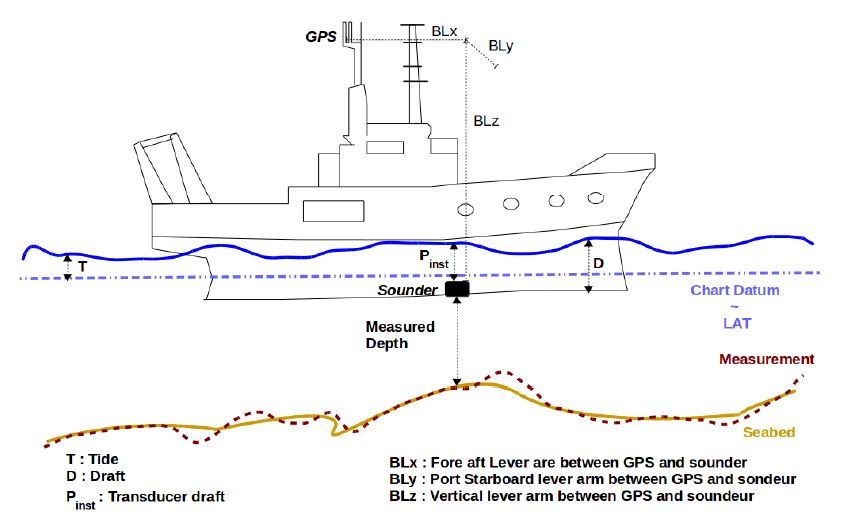 GPS
BLx
BLy
BLz
T
P inst
D
Sounder
Chart Datum
~
LAT
Measured
Depth
Measurement
Seabed
T : Tide
D : Draft
P inst : Transducer draft
BLx : Fore aft Lever are between GPS and sounder
BLy : Port Starboard lever arm between GPS and sondeur
BLz : Vertical lever arm between GPS and soundeur